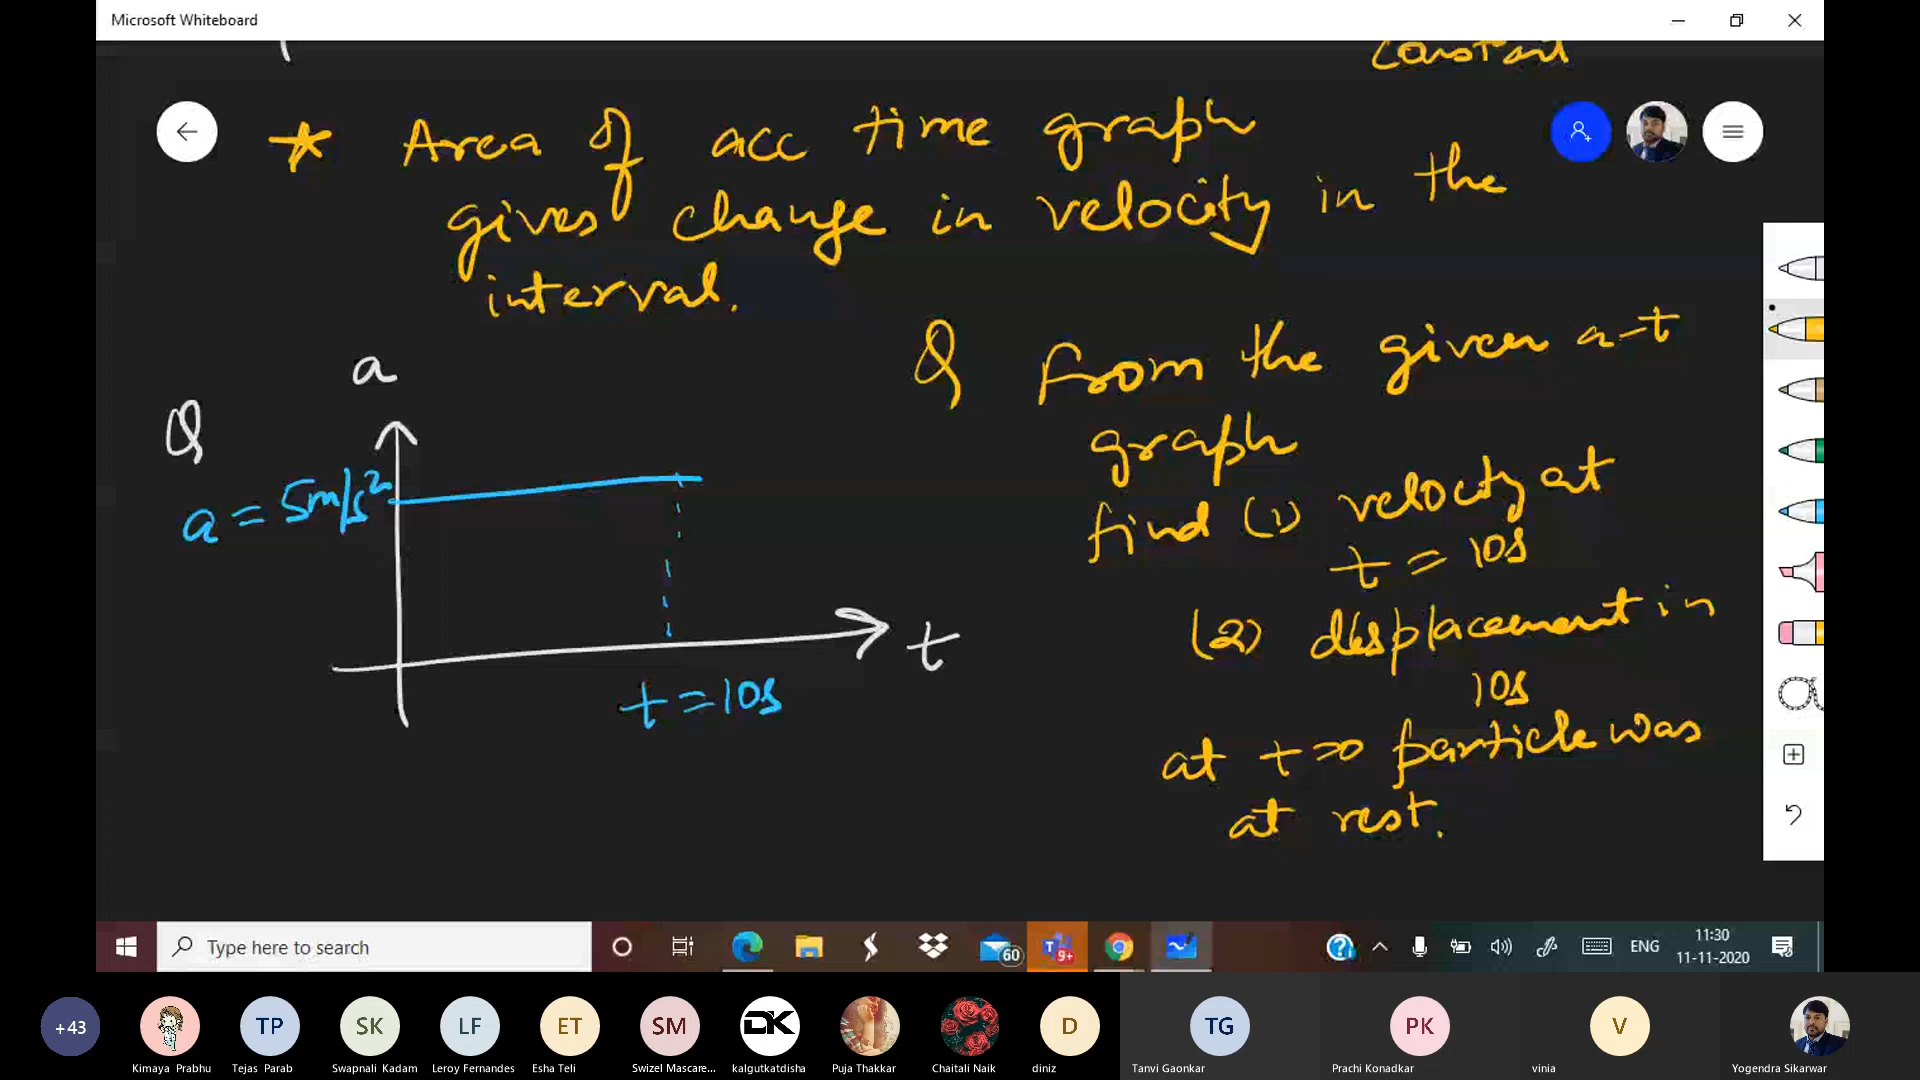 Microsoft Whiteboard
constant
* Area of acc time graph
gives change in velocity in the
interval.
Q
a
a = 5m/s²
t
t = 10s
Q from the given a-t
graph
find (1) velocity at
t = 10s
(2) displacement in
10s
at t=0 particle was
at rest.
Type here to search
60
9+
ENG
11:30
11-11-2020
+43
TP
SK
LF
ET
SM
DK
D
TG
PK
V
Kimaya Prabhu
Tejas Parab
Swapnali Kadam
Leroy Fernandes
Esha Teli
Swizel Mascare...
kalgutkatdisha
Puja Thakkar
Chaitali Naik
diniz
Tanvi Gaonkar
Prachi Konadkar
vinia
Yogendra Sikarwar